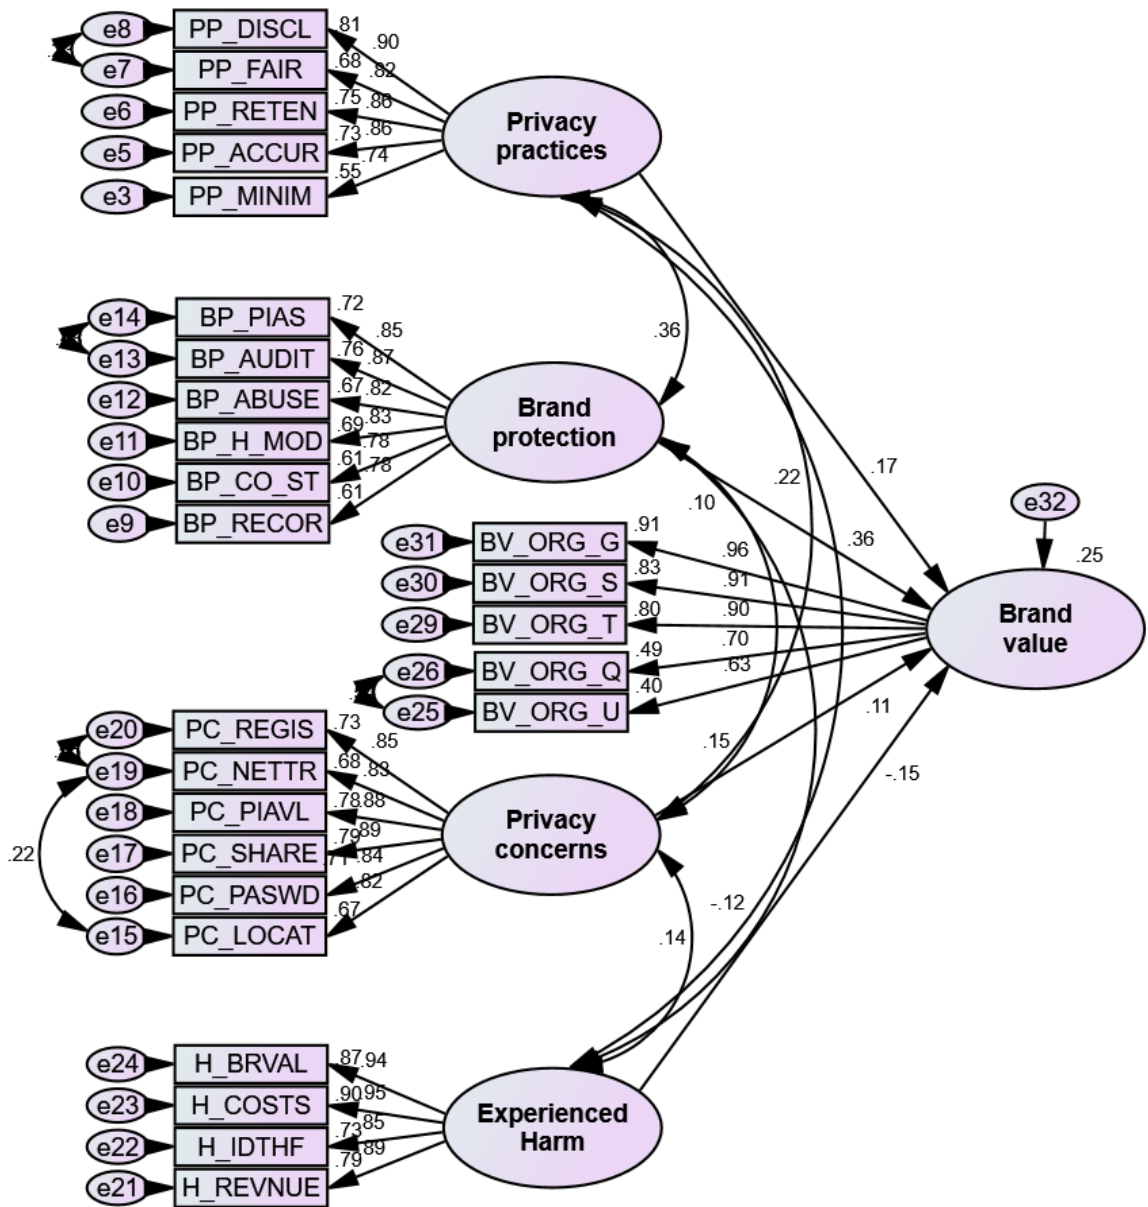 e8 PP_DISCL .81
.90
e7 PP_FAIR .68 .82
e6 PP_RETEN .75 .86
e5 PP_ACCUR .73 .86
.74
e3 PP_MINIM .55
Privacy
practices
e14 BP_PIAS .72
.85
e13 BP_AUDIT .76 .87
e12 BP_ABUSE .67 .82
e11 BP_H_MOD .69 .83
.78
e10 BP_CO_ST .61 .78
e9 BP_RECOR .61
Brand
protection
.36
.22
.17
.10
.36
e31 BV_ORG_G .91
.96
e30 BV_ORG_S .83 .91
e29 BV_ORG_T .80 .90
.70
e26 BV_ORG_Q .49
.63
e25 BV_ORG_U .40
e32
.25
Brand
value
e20 PC_REGIS .73
.85
e19 PC_NETTR .68 .83
e18 PC_PIAVL .78 .88
e17 PC_SHARE .79 .89
.71 .84
e16 PC_PASWD .82
e15 PC_LOCAT .67
.22
Privacy
concerns
.15
.11
-.15
-.12
.14
e24 H_BRVAL .87 .94
e23 H_COSTS .90 .95
e22 H_IDTHF .73 .85
.89
e21 H_REVNUE .79
Experienced
Harm